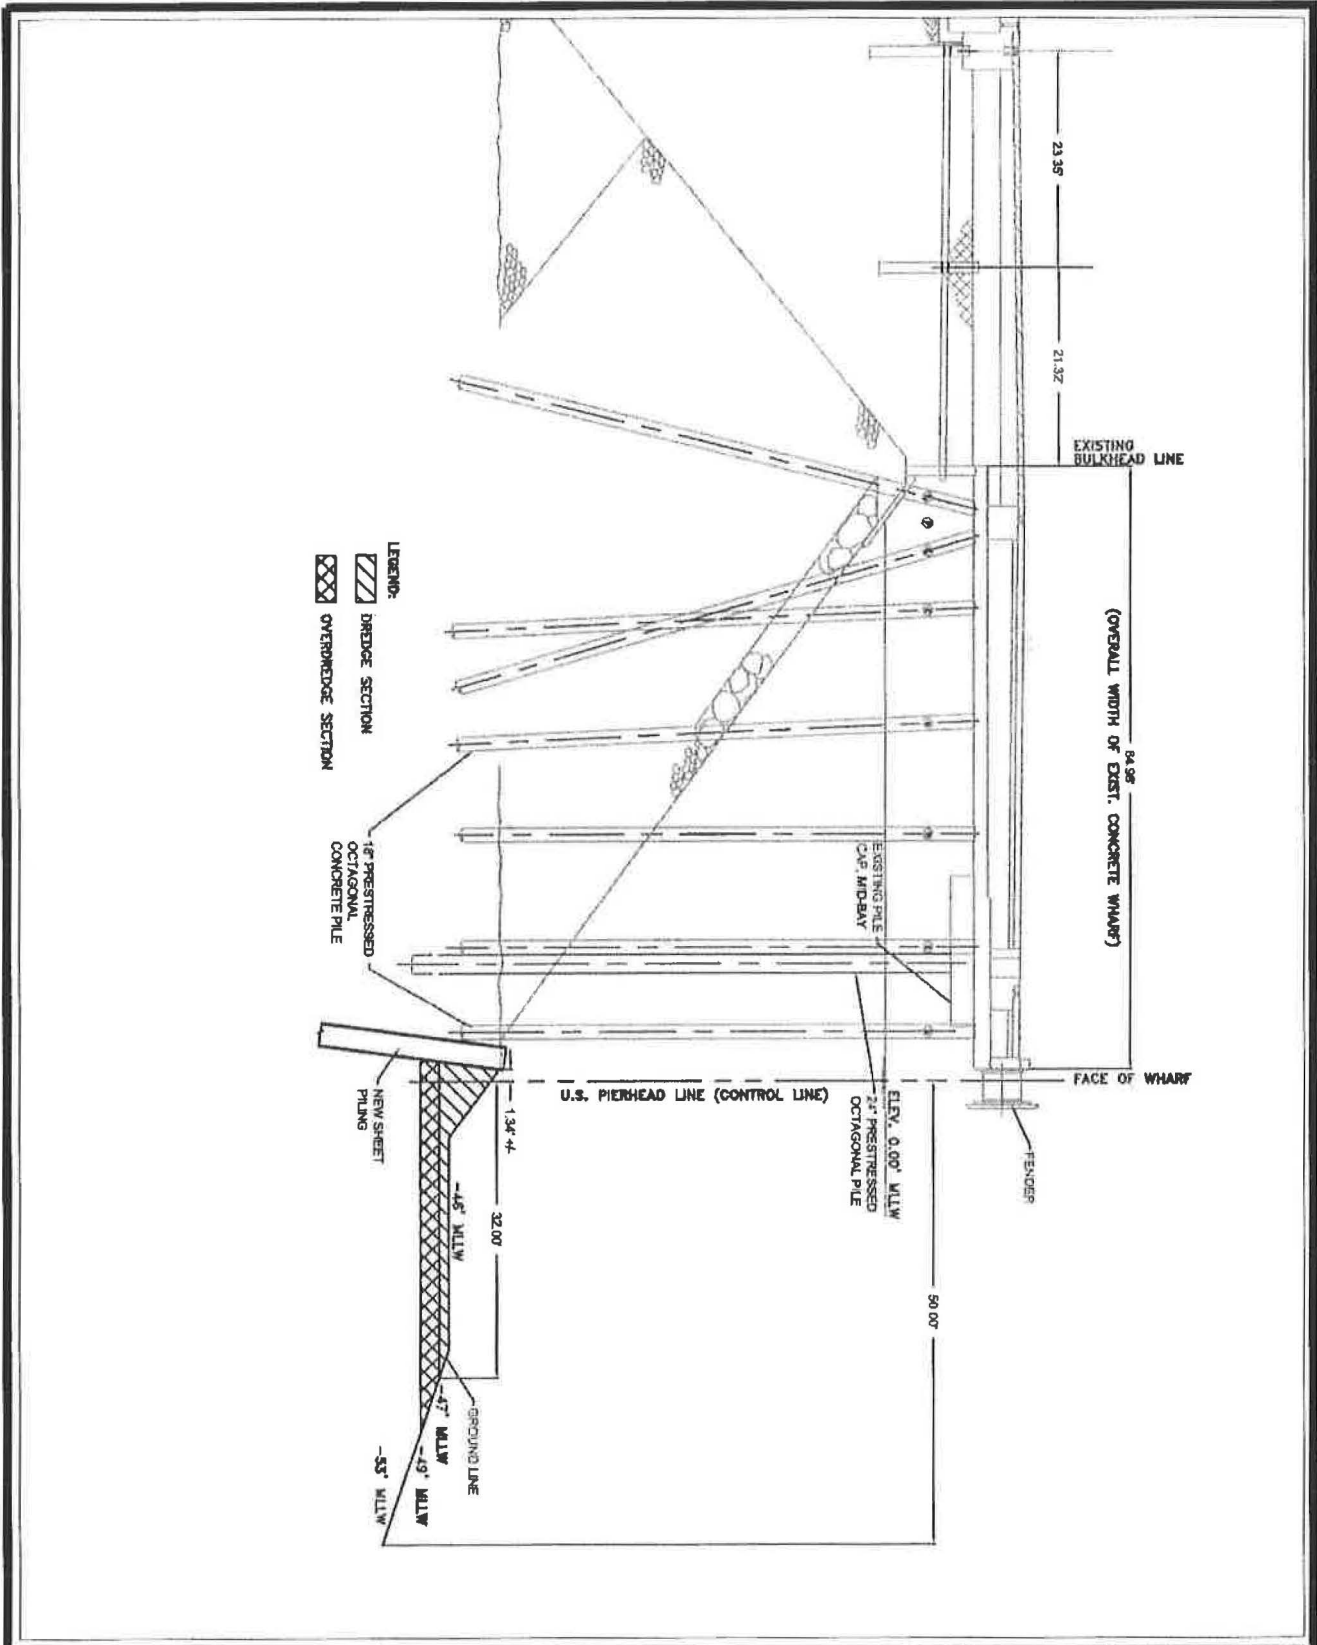 23.35'
21.32'
EXISTING
BULKHEAD LINE
84.96'
(OVERALL WIDTH OF EXIST. CONCRETE WHARF)
FACE OF WHARF
FENDER
EXISTING PILE
CAP, MID-BAY
ELEV. 0.00' MLLW
24" PRESTRESSED
OCTAGONAL PILE
U.S. PIERHEAD LINE (CONTROL LINE)
50.00'
1.34' +/-
32.00'
-46' MLLW
GROUND LINE
-47' MLLW
-49' MLLW
-53' MLLW
NEW SHEET
PILING
18" PRESTRESSED
OCTAGONAL
CONCRETE PILE
LEGEND:
DREDGE SECTION
OVERDREDGE SECTION